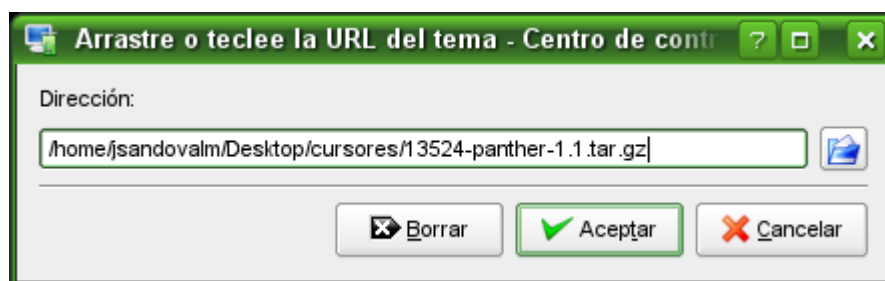 Arrastre o teclee la URL del tema - Centro de contr
Dirección:
/home/jsandovalm/Desktop/cursores/13524-panther-1.1.tar.gz
Borrar Aceptar Cancelar